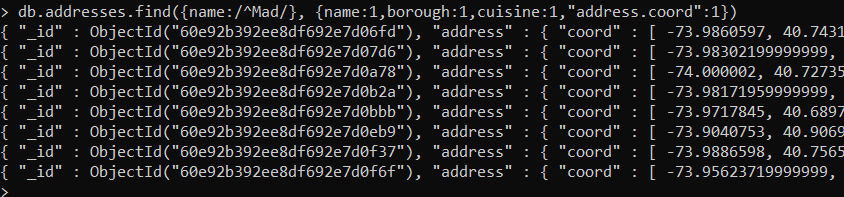 > db.addresses.find({name:/^Mad/}, {name:1,borough:1,cuisine:1,"address.coord":1})
{ "_id" : ObjectId("60e92b392ee8df692e7d06fd"), "address" : { "coord" : [ -73.9860597, 40.7431
{ "_id" : ObjectId("60e92b392ee8df692e7d07d6"), "address" : { "coord" : [ -73.98302199999999,
{ "_id" : ObjectId("60e92b392ee8df692e7d0a78"), "address" : { "coord" : [ -74.000002, 40.72735
{ "_id" : ObjectId("60e92b392ee8df692e7d0b2a"), "address" : { "coord" : [ -73.98171959999999,
{ "_id" : ObjectId("60e92b392ee8df692e7d0bbb"), "address" : { "coord" : [ -73.9717845, 40.6897
{ "_id" : ObjectId("60e92b392ee8df692e7d0eb9"), "address" : { "coord" : [ -73.9040753, 40.9069
{ "_id" : ObjectId("60e92b392ee8df692e7d0f37"), "address" : { "coord" : [ -73.9886598, 40.7565
{ "_id" : ObjectId("60e92b392ee8df692e7d0f6f"), "address" : { "coord" : [ -73.95623719999999,
>